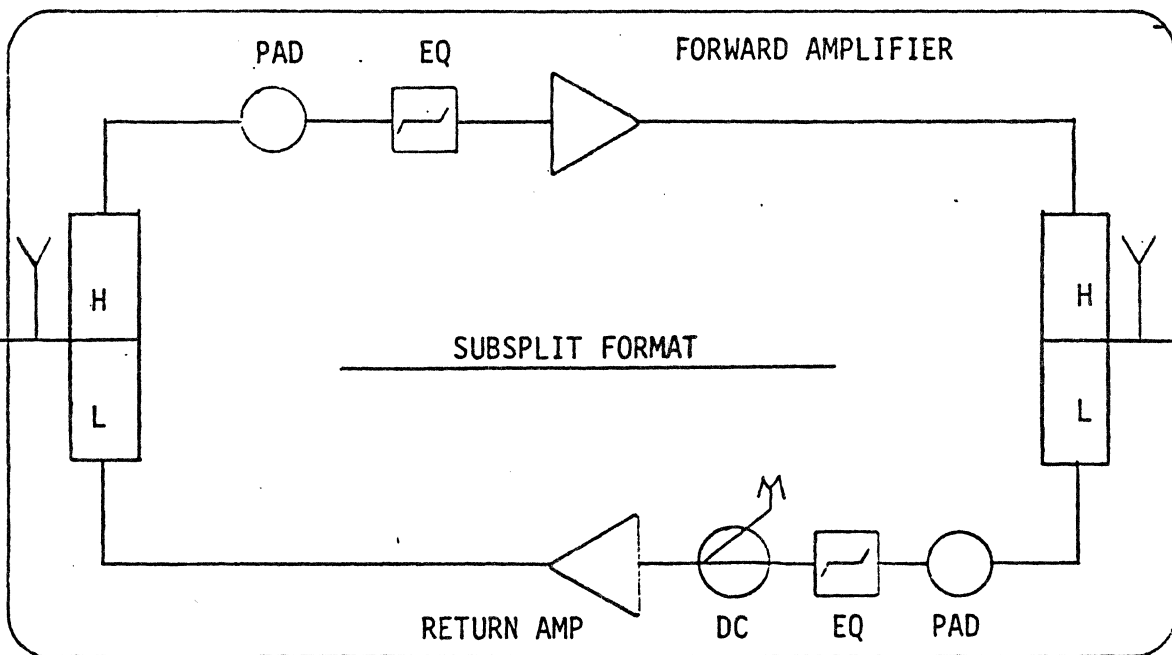 PAD EQ FORWARD AMPLIFIER
H H
SUBSPLIT FORMAT
L L
RETURN AMP DC EQ PAD